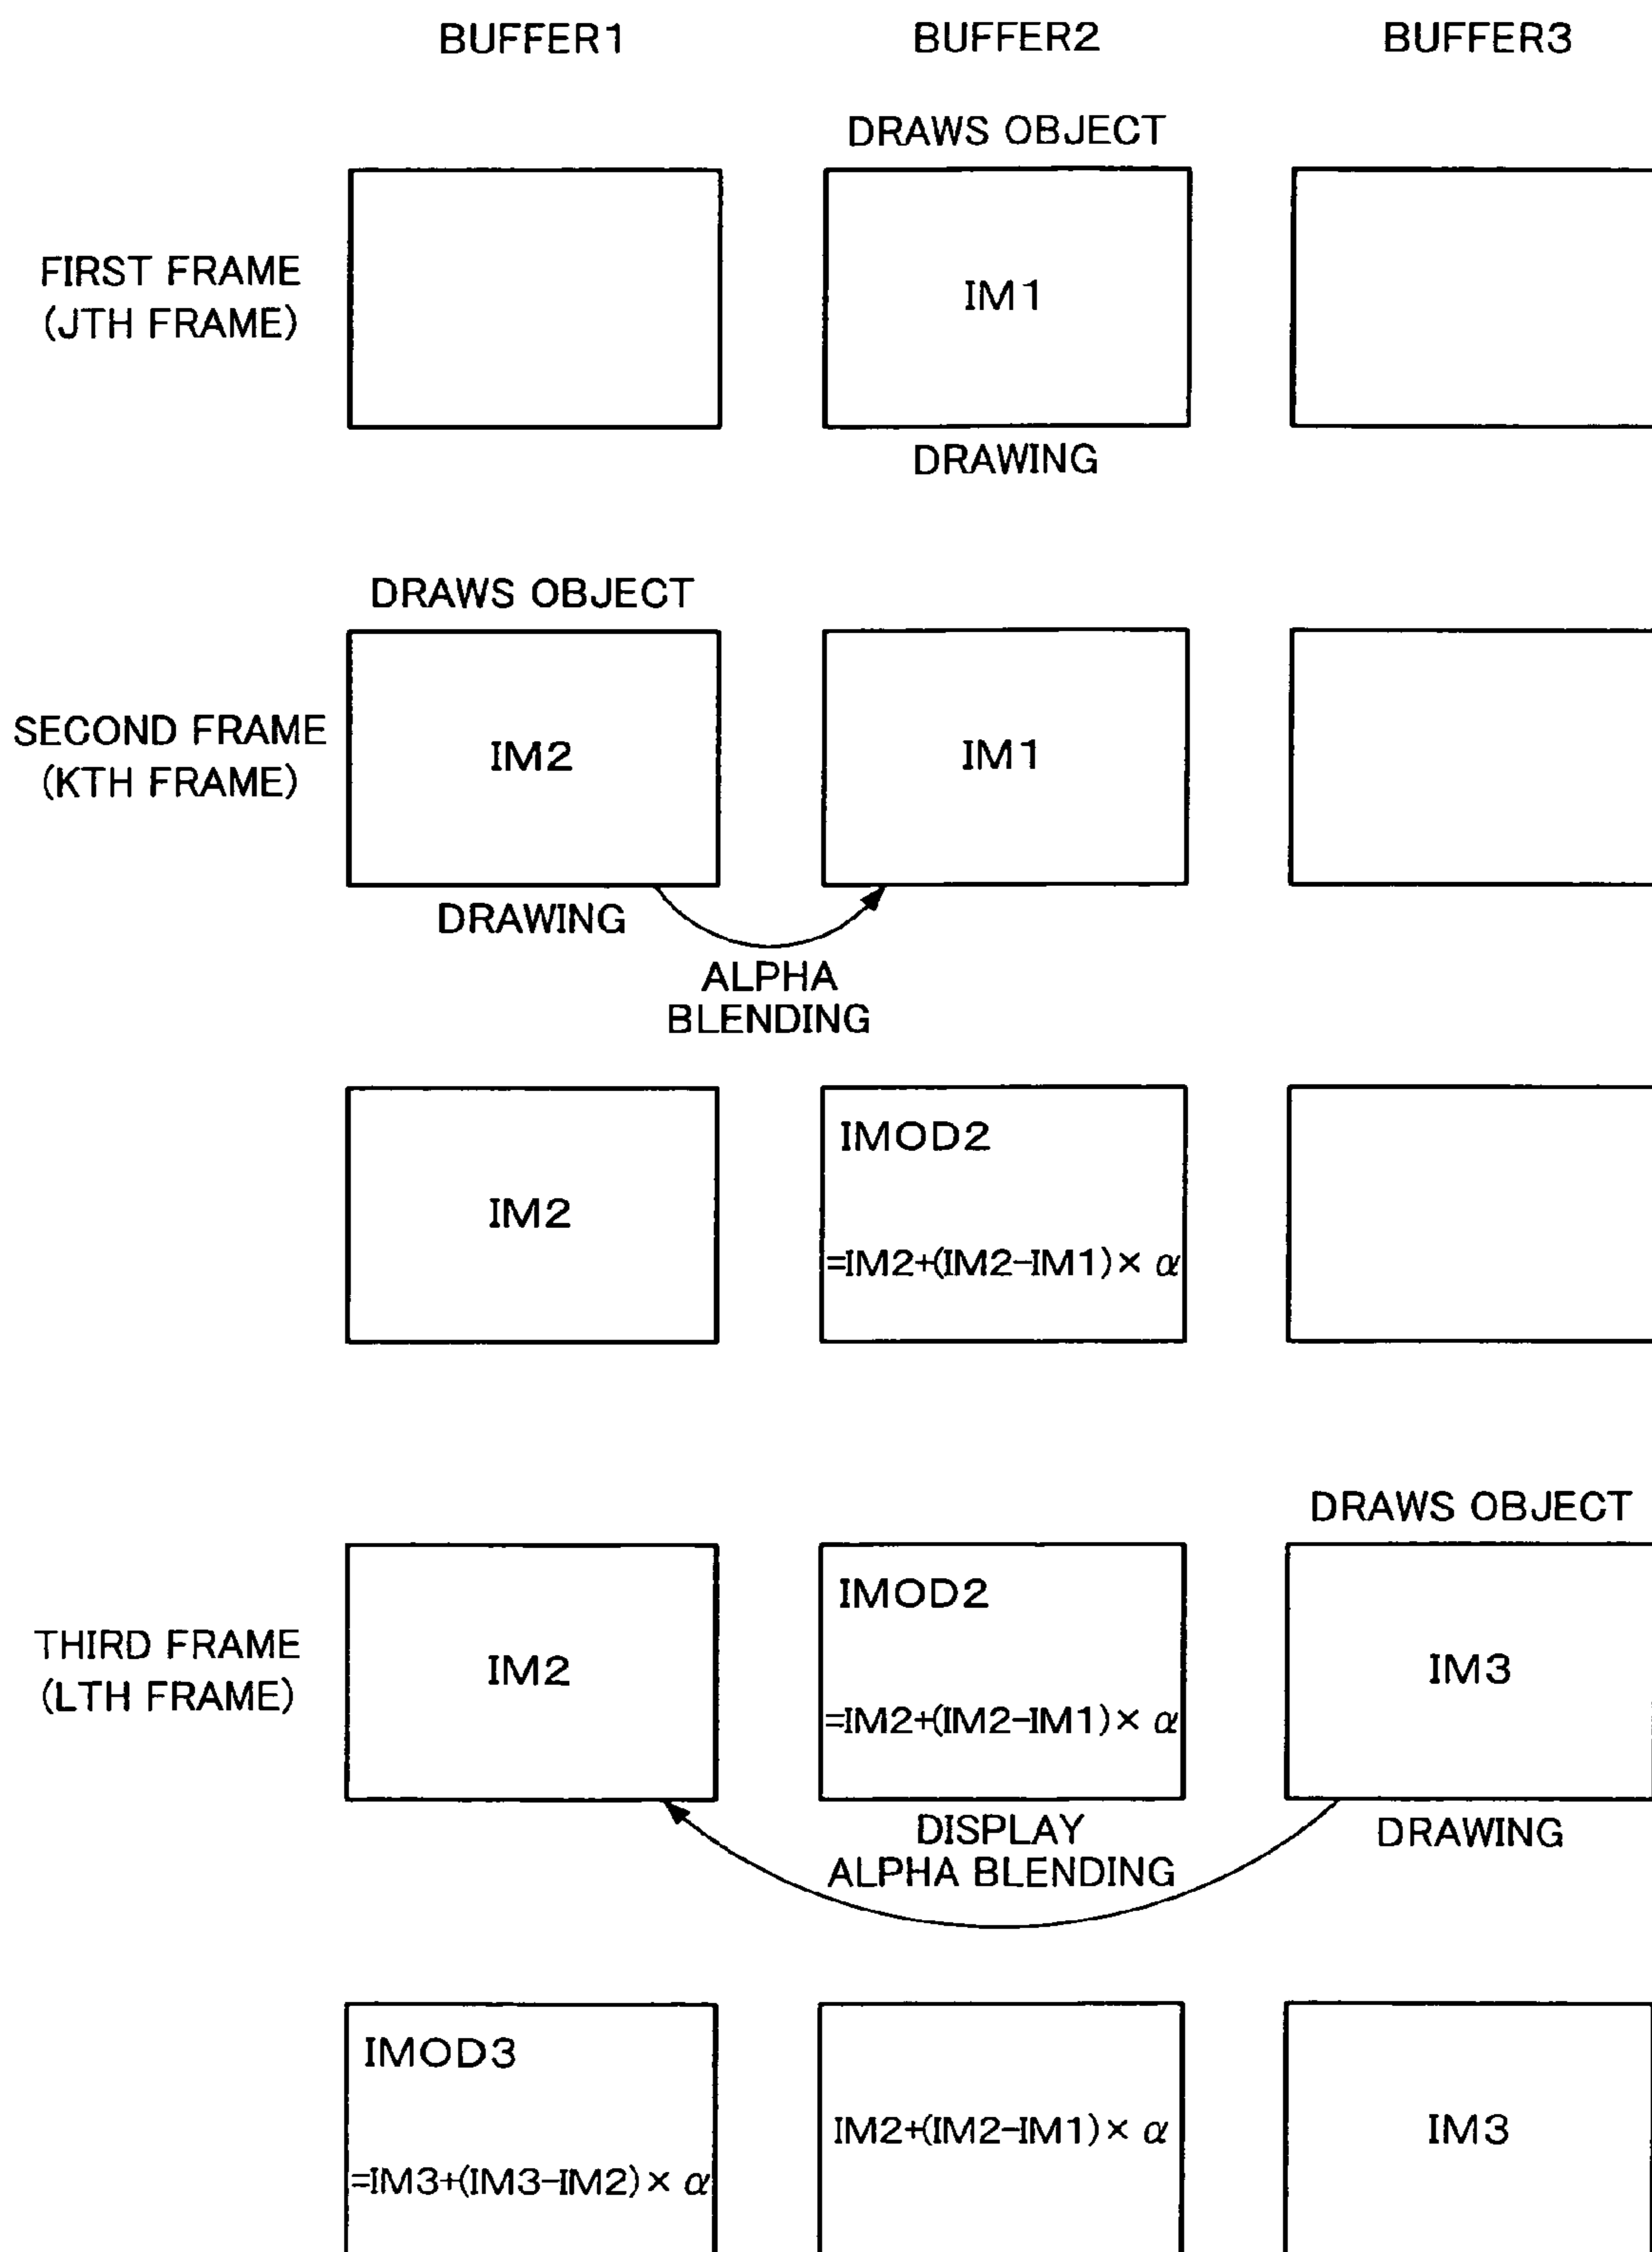 BUFFER1 BUFFER2 BUFFER3
DRAWS OBJECT
FIRST FRAME
(JTH FRAME)
IM1
DRAWING
DRAWS OBJECT
SECOND FRAME
(KTH FRAME)
IM2
IM1
DRAWING
ALPHA
BLENDING
IM2
IMOD2
=IM2+(IM2-IM1)× α
DRAWS OBJECT
THIRD FRAME
(LTH FRAME)
IM2
IMOD2
=IM2+(IM2-IM1)× α
IM3
DISPLAY
ALPHA BLENDING
DRAWING
IMOD3
=IM3+(IM3-IM2)× α
IM2+(IM2-IM1)× α
IM3